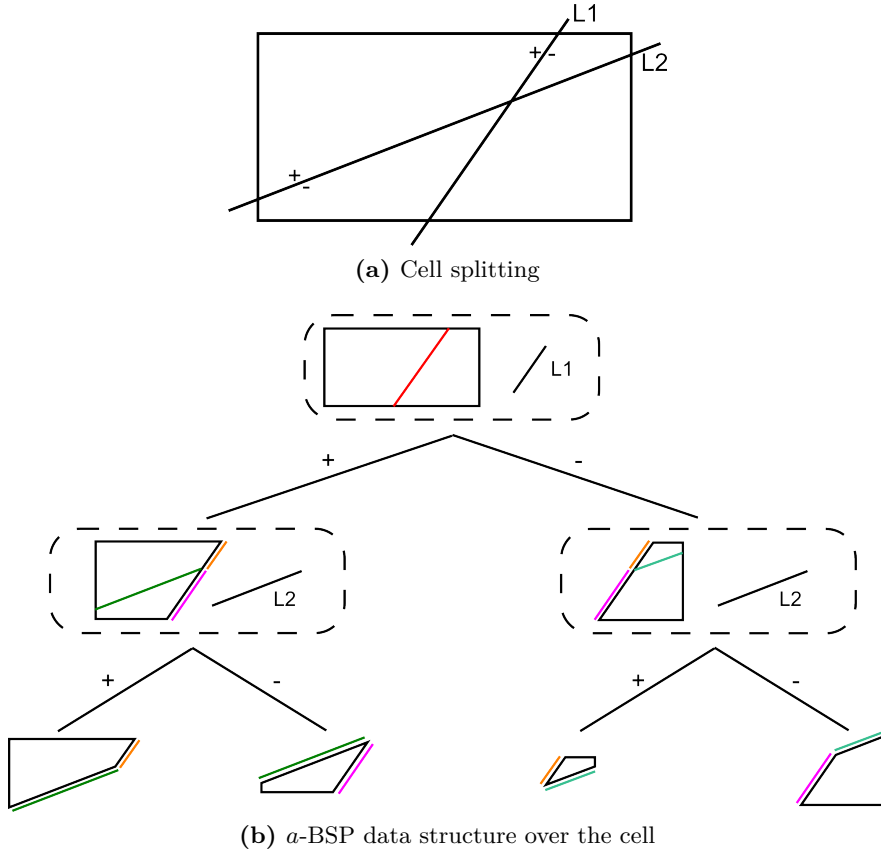 L1
+ -
L2
+
-
(a) Cell splitting
L1
+ -
L2 L2
+ - + -
(b) a-BSP data structure over the cell